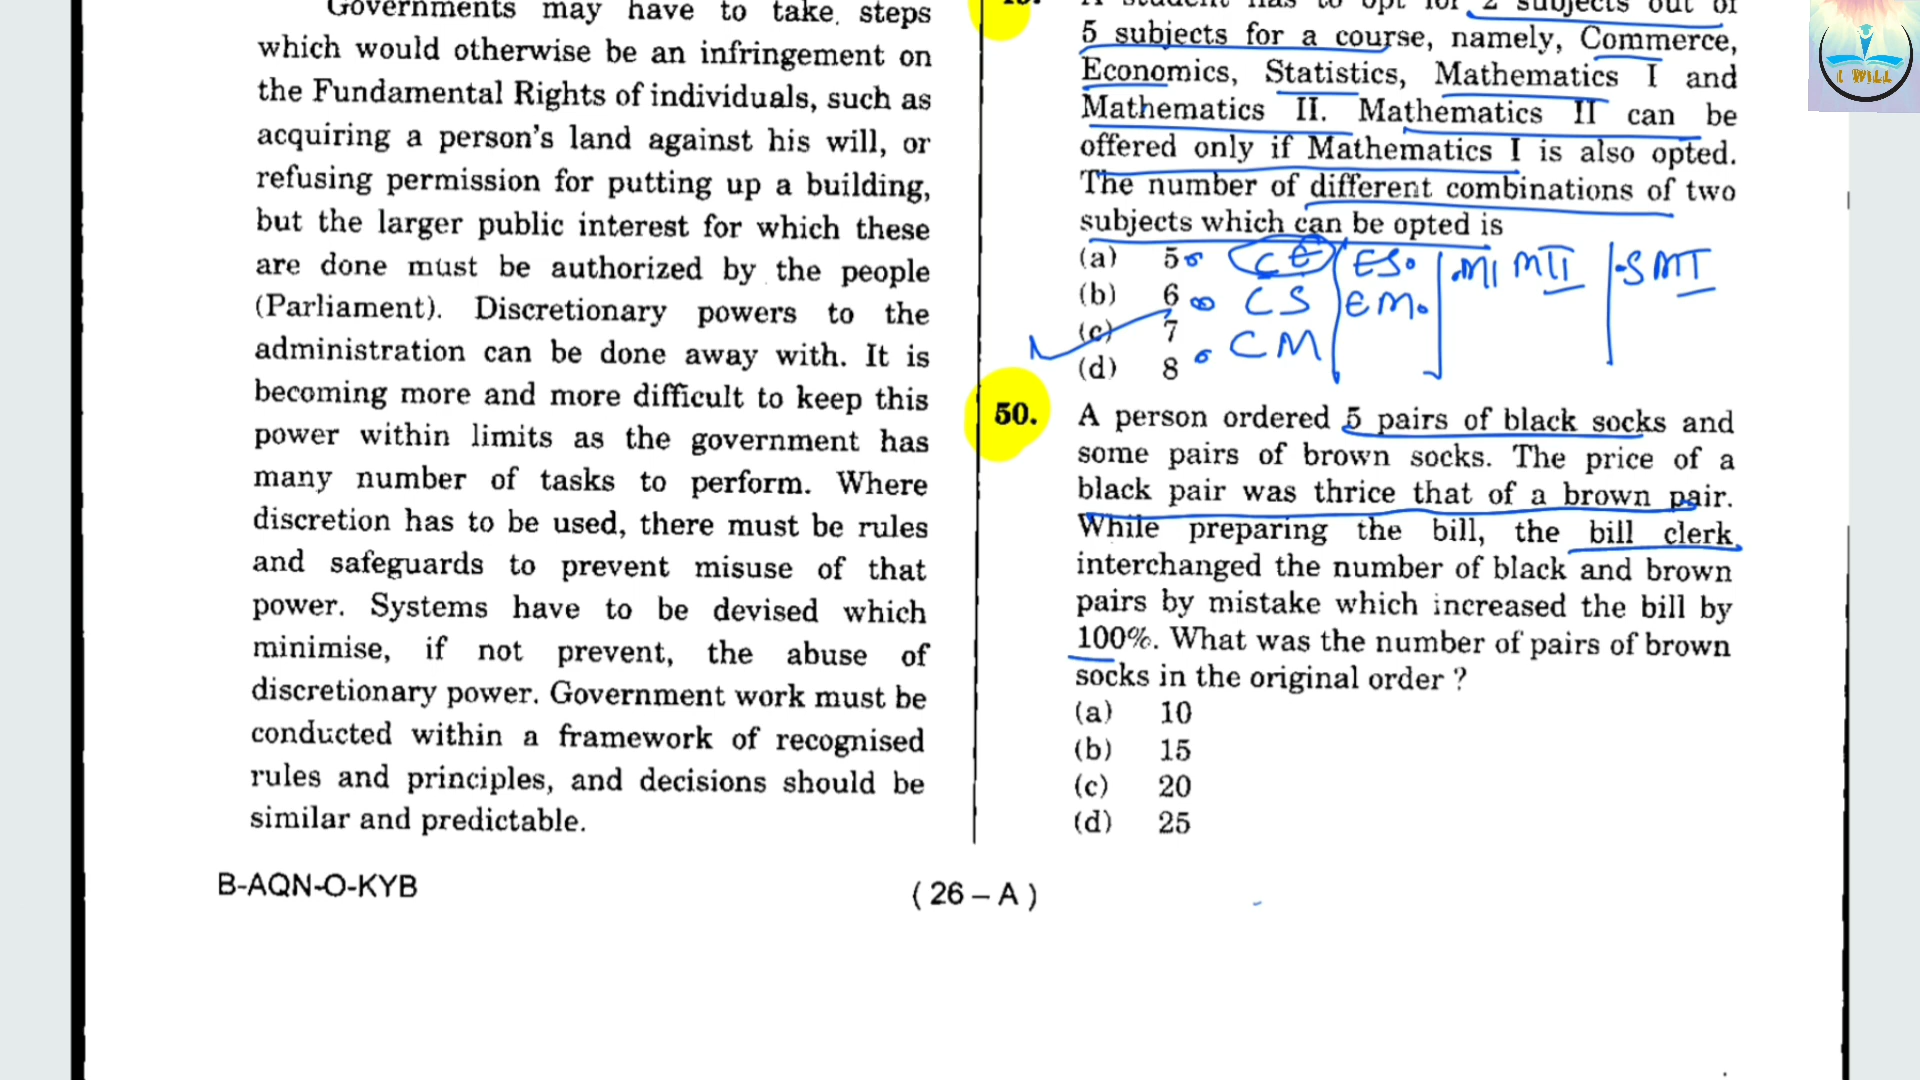 Governments may have to take steps
which would otherwise be an infringement on
the Fundamental Rights of individuals, such as
acquiring a person's land against his will, or
refusing permission for putting up a building,
but the larger public interest for which these
are done must be authorized by the people
(Parliament). Discretionary powers to the
administration can be done away with. It is
becoming more and more difficult to keep this
power within limits as the government has
many number of tasks to perform. Where
discretion has to be used, there must be rules
and safeguards to prevent misuse of that
power. Systems have to be devised which
minimise, if not prevent, the abuse of
discretionary power. Government work must be
conducted within a framework of recognised
rules and principles, and decisions should be
similar and predictable.
A student has to opt for 2 subjects out of
5 subjects for a course, namely, Commerce,
Economics, Statistics, Mathematics I and
Mathematics II. Mathematics II can be
offered only if Mathematics I is also opted.
The number of different combinations of two
subjects which can be opted is
(a) 5
(b) 6
(c) 7
(d) 8
CE ES MI MII SMI
CS EM
CM
50. A person ordered 5 pairs of black socks and
some pairs of brown socks. The price of a
black pair was thrice that of a brown pair.
While preparing the bill, the bill clerk
interchanged the number of black and brown
pairs by mistake which increased the bill by
100%. What was the number of pairs of brown
socks in the original order ?
(a) 10
(b) 15
(c) 20
(d) 25
B-AQN-O-KYB
( 26 – A )
I WILL